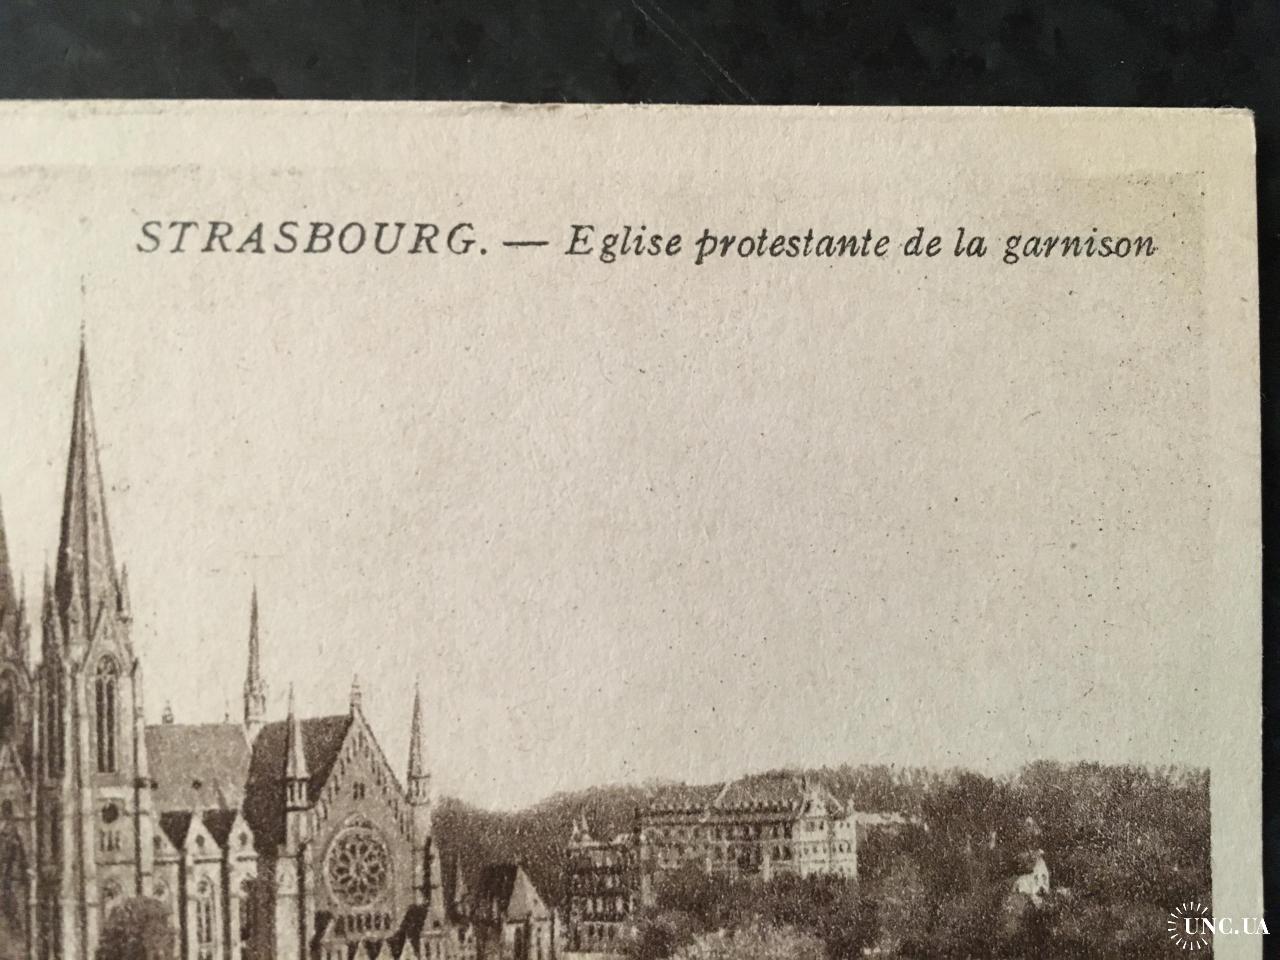 STRASBOURG. — Eglise protestante de la garnison
UNC.UA